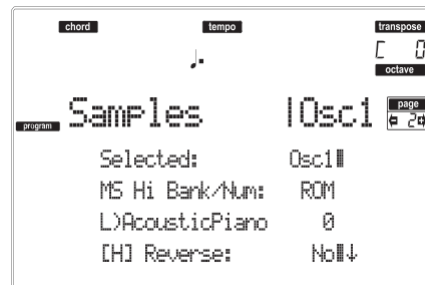 chord tempo transpose
C 0
octave
program Samples |Osc1 page
2
Selected: Osc1
MS Hi Bank/Num: ROM
L)AcousticPiano 0
[H] Reverse: No↓